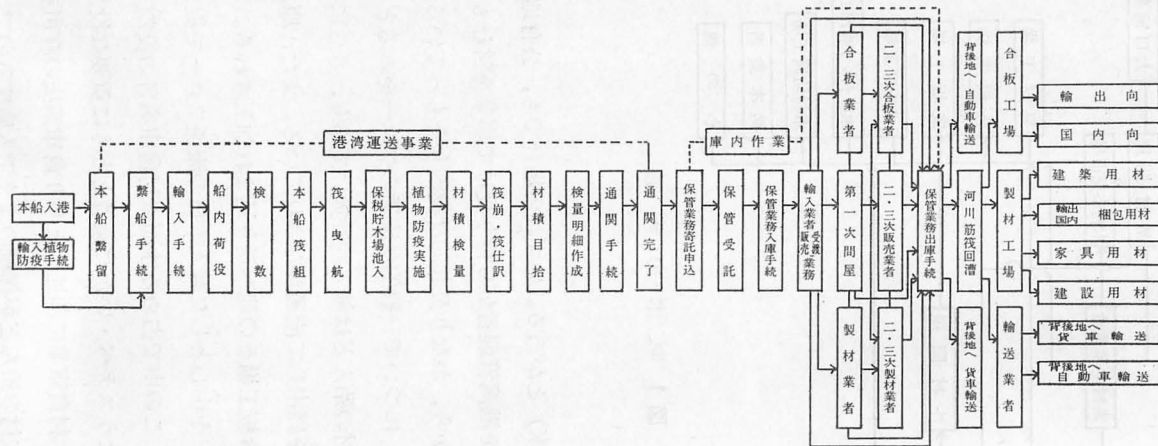 港湾運送事業
庫内作業
本船入港
輸入植物
防疫手続
本船繋留
繋船手続
輸入手続
船内荷役
検数
本船筏組
筏曳航
保税貯木場池入
植物防疫実施
材積検量
筏崩・筏仕訳
材積目拾
検量明細作成
通関手続
通関完了
保管業務寄託申込
保管受託
保管業務入庫手続
輸入業者受渡販売業務
合板業者
第一次問屋
製材業者
二・三次合板業者
二・三次販売業者
二・三次製材業者
保管業務出庫手続
背後地へ自動車輸送
河川筋筏回漕
背後地へ貨車輸送
合板工場
製材工場
輸送業者
輸出向
国内向
建築用材
輸出国内梱包用材
家具用材
建設用材
背後地へ貨車輸送
背後地へ自動車輸送